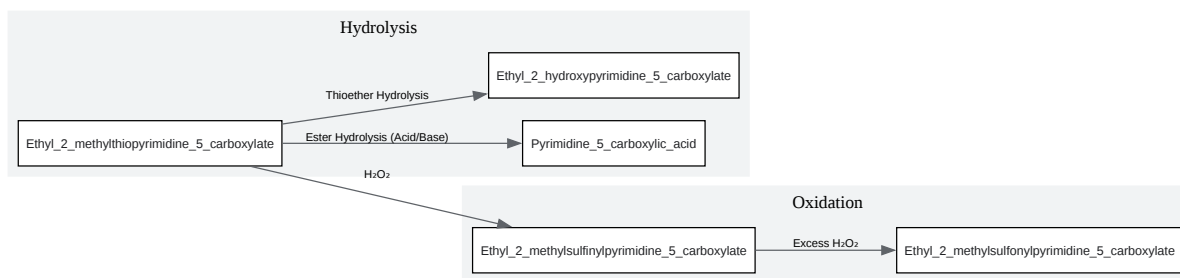 Hydrolysis
Ethyl_2_hydroxypyrimidine_5_carboxylate
Thioether Hydrolysis
Ethyl_2_methylthiopyrimidine_5_carboxylate
Ester Hydrolysis (Acid/Base)
Pyrimidine_5_carboxylic_acid
H₂O₂
Oxidation
Ethyl_2_methylsulfinylpyrimidine_5_carboxylate
Excess H₂O₂
Ethyl_2_methylsulfonylpyrimidine_5_carboxylate